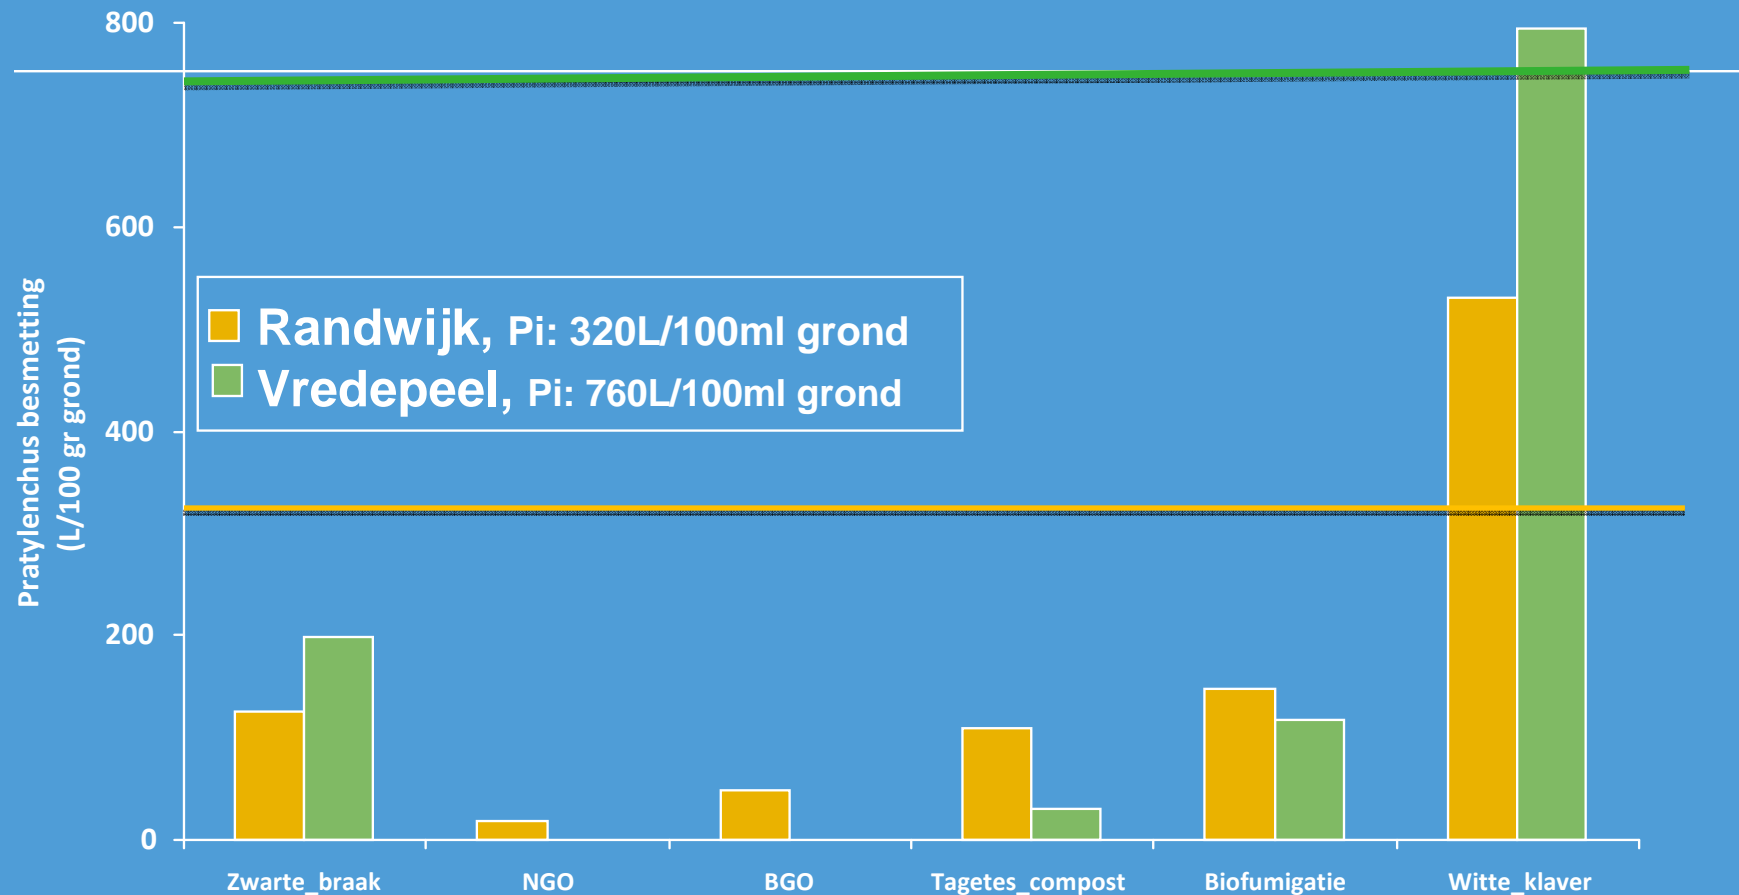 800
600
400
200
0
Pratylenchus besmetting
(L/100 gr grond)
Randwijk, Pi: 320L/100ml grond
Vredepeel, Pi: 760L/100ml grond
Zwarte_braak NGO BGO Tagetes_compost Biofumigatie Witte_klaver